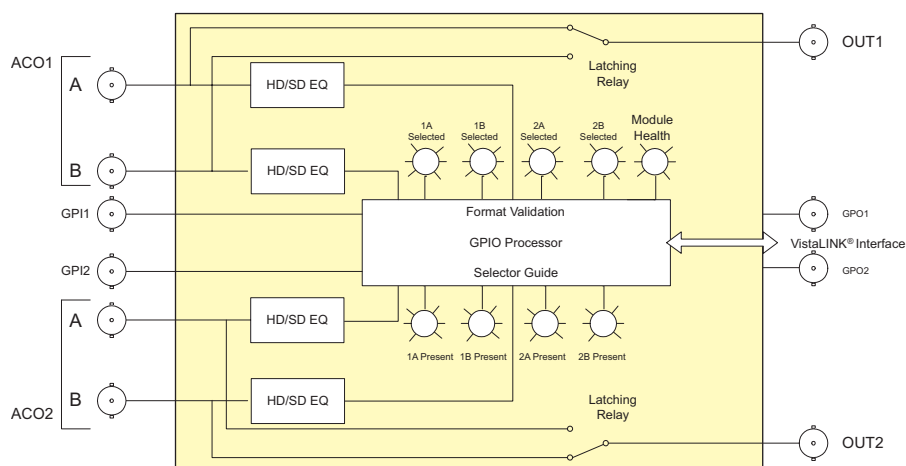 OUT1
ACO1
A
Latching
Relay
HD/SD EQ
1A
Selected
1B
Selected
2A
Selected
2B
Selected
Module
Health
B
HD/SD EQ
GPI1
Format Validation
GPO1
GPIO Processor
VistaLINK® Interface
GPI2
Selector Guide
GPO2
A
HD/SD EQ
1A Present
1B Present
2A Present
2B Present
B
HD/SD EQ
ACO2
Latching
Relay
OUT2